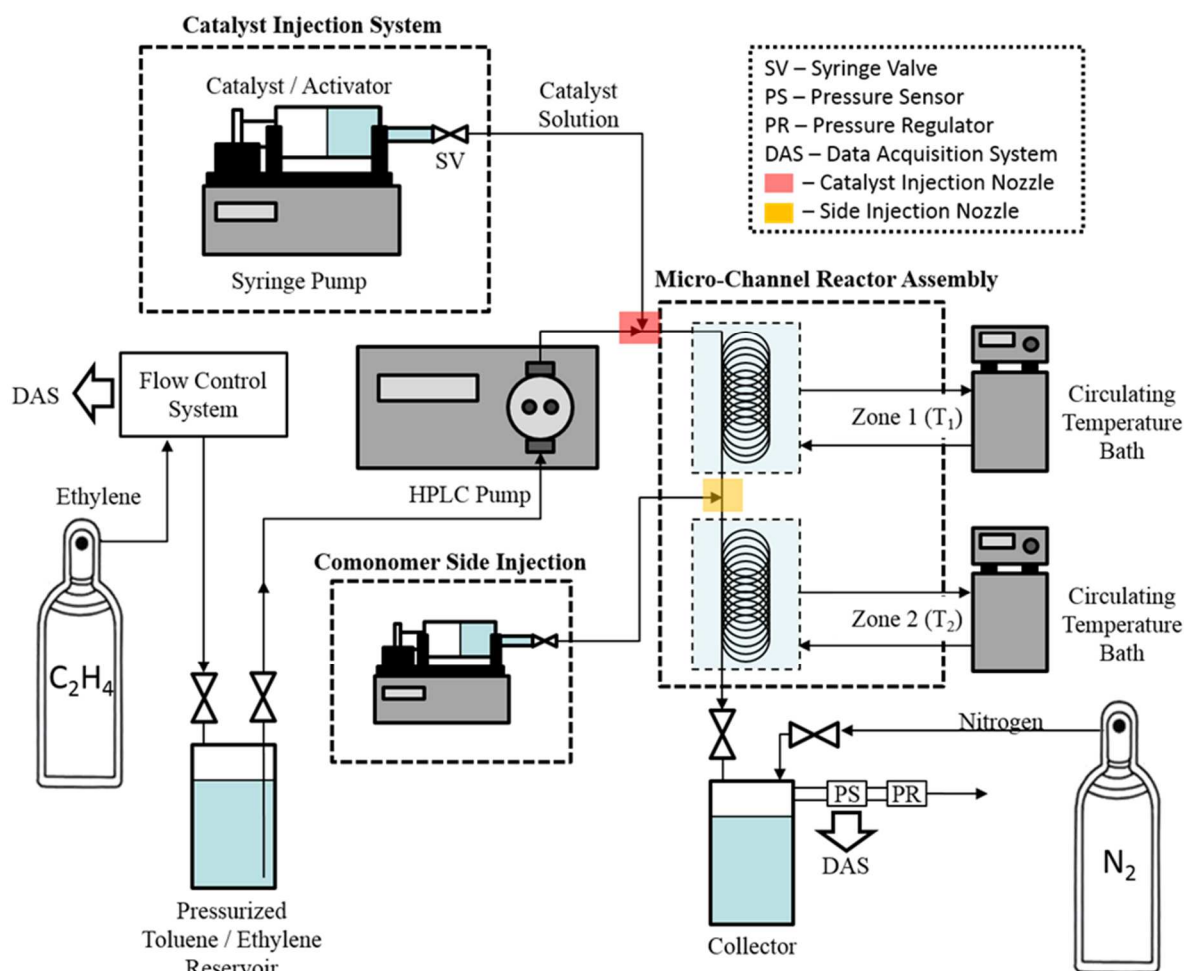 Catalyst Injection System
Catalyst / Activator
SV
Syringe Pump
Catalyst
Solution
SV – Syringe Valve
PS – Pressure Sensor
PR – Pressure Regulator
DAS – Data Acquisition System
– Catalyst Injection Nozzle
– Side Injection Nozzle
Micro-Channel Reactor Assembly
DAS
Flow Control
System
Ethylene
HPLC Pump
Zone 1 (T₁)
Circulating
Temperature
Bath
Comonomer Side Injection
Zone 2 (T₂)
Circulating
Temperature
Bath
C₂H₄
Nitrogen
PS
PR
DAS
N₂
Pressurized
Toluene / Ethylene
Reservoir
Collector